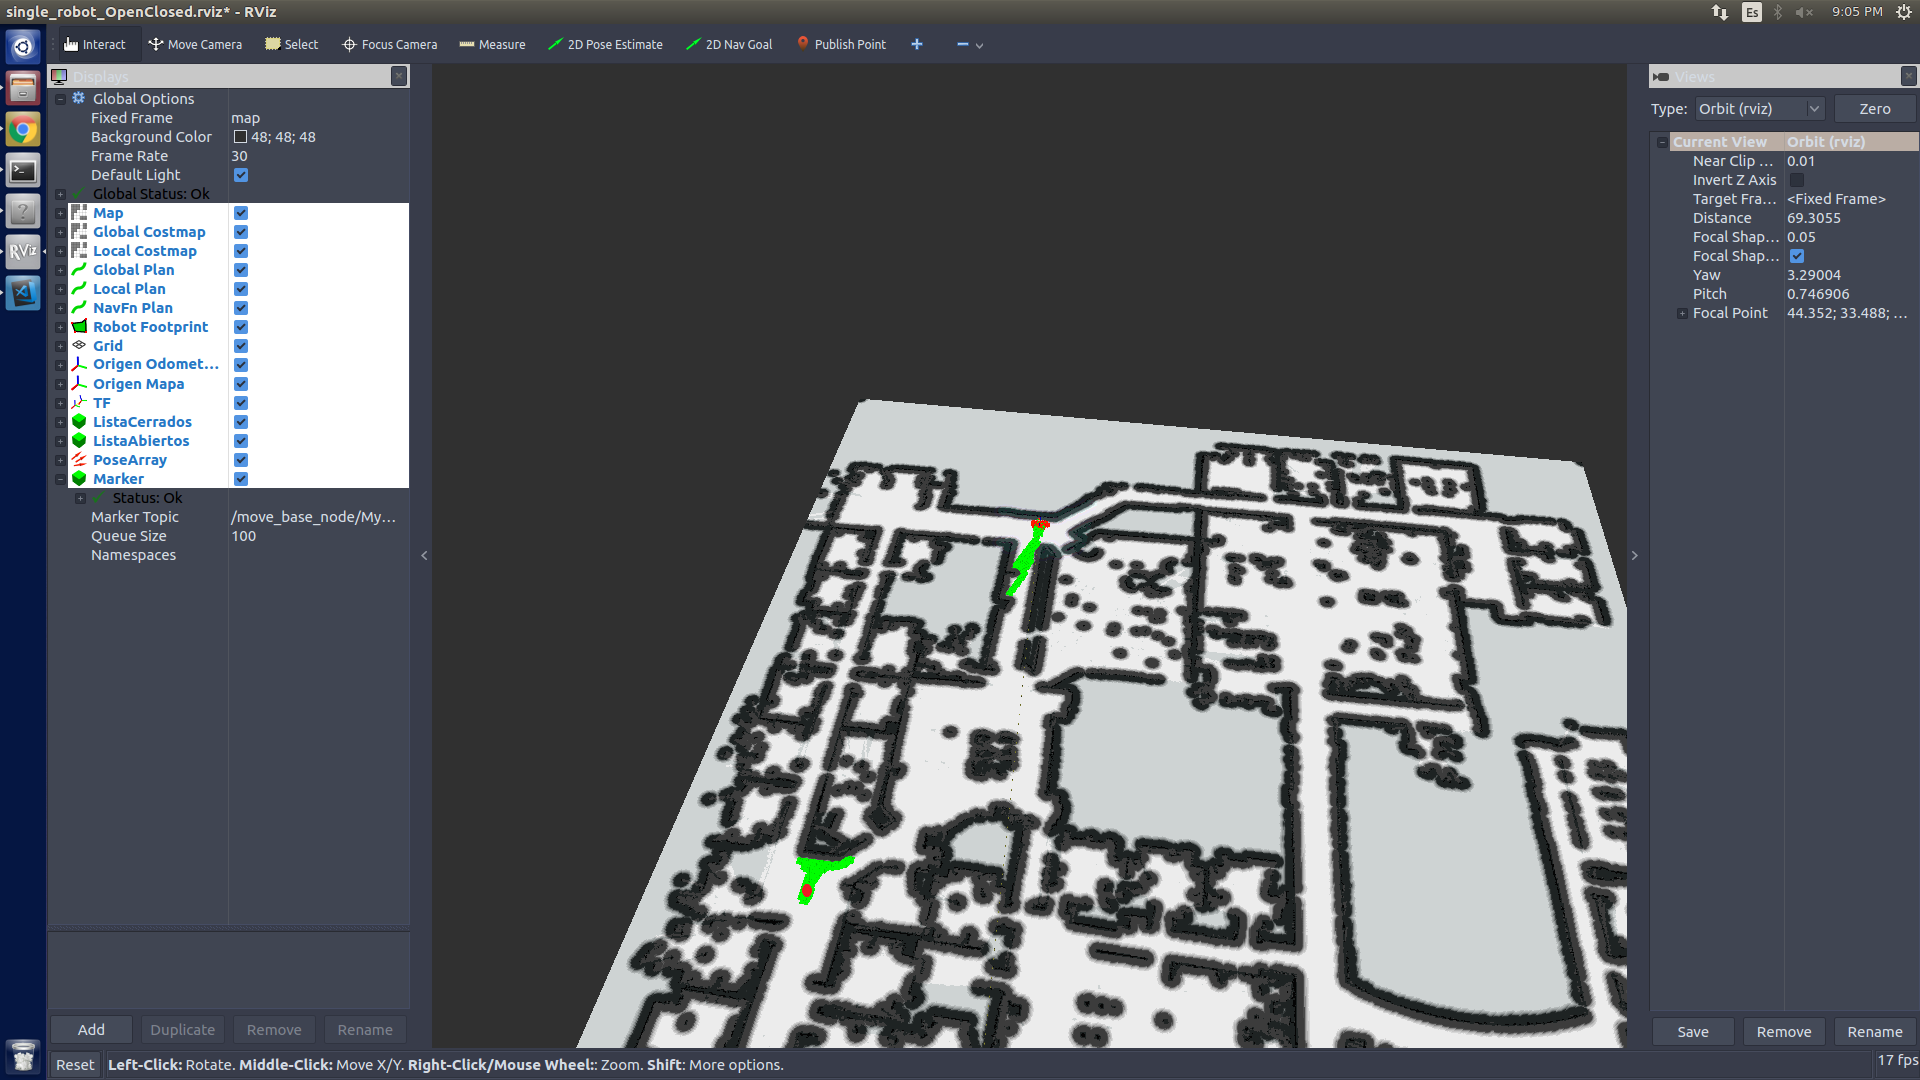 single_robot_OpenClosed.rviz* - RViz
Es
9:05 PM
Interact
Move Camera
Select
Focus Camera
Measure
2D Pose Estimate
2D Nav Goal
Publish Point
Displays
Global Options
Fixed Frame map
Background Color 48; 48; 48
Frame Rate 30
Default Light
Global Status: Ok
Map
Global Costmap
Local Costmap
Global Plan
Local Plan
NavFn Plan
Robot Footprint
Grid
Origen Odomet...
Origen Mapa
TF
ListaCerrados
ListaAbiertos
PoseArray
Marker
Status: Ok
Marker Topic /move_base_node/My...
Queue Size 100
Namespaces
Add
Duplicate
Remove
Rename
RViz
Views
Type: Orbit (rviz)
Zero
Current View Orbit (rviz)
Near Clip ... 0.01
Invert Z Axis
Target Fra... <Fixed Frame>
Distance 69.3055
Focal Shap... 0.05
Focal Shap...
Yaw 3.29004
Pitch 0.746906
Focal Point 44.352; 33.488; ...
Save
Remove
Rename
Reset
Left-Click: Rotate. Middle-Click: Move X/Y. Right-Click/Mouse Wheel:: Zoom. Shift: More options.
17 fps